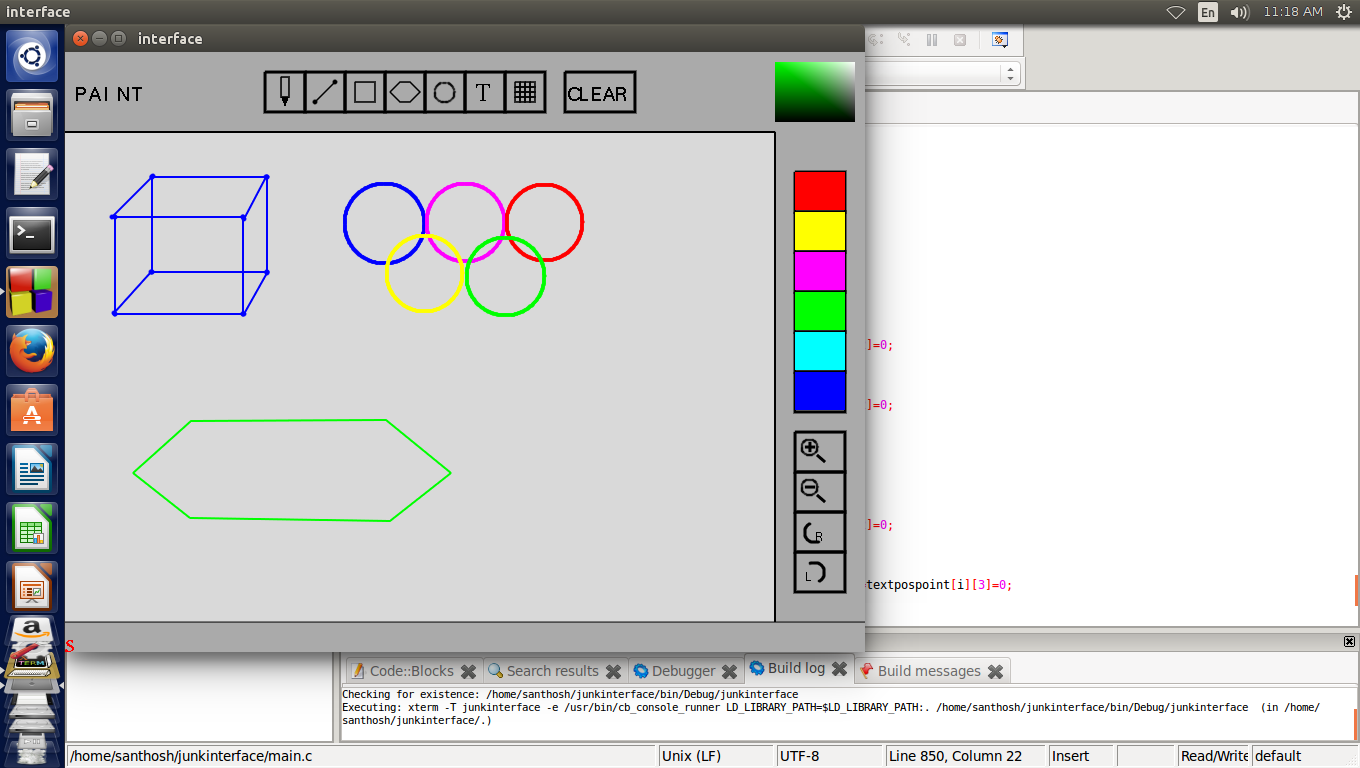 interface
En
11:18 AM
interface
PAINT
T
CLEAR
R
L
]=0;
]=0;
]=0;
textpospoint[i][3]=0;
S
TERM
Code::Blocks
Search results
Debugger
Build log
Build messages
Checking for existence: /home/santhosh/junkinterface/bin/Debug/junkinterface
Executing: xterm -T junkinterface -e /usr/bin/cb_console_runner LD_LIBRARY_PATH=$LD_LIBRARY_PATH:. /home/santhosh/junkinterface/bin/Debug/junkinterface  (in /home/
santhosh/junkinterface/.)
/home/santhosh/junkinterface/main.c
Unix (LF)
UTF-8
Line 850, Column 22
Insert
Read/Write
default